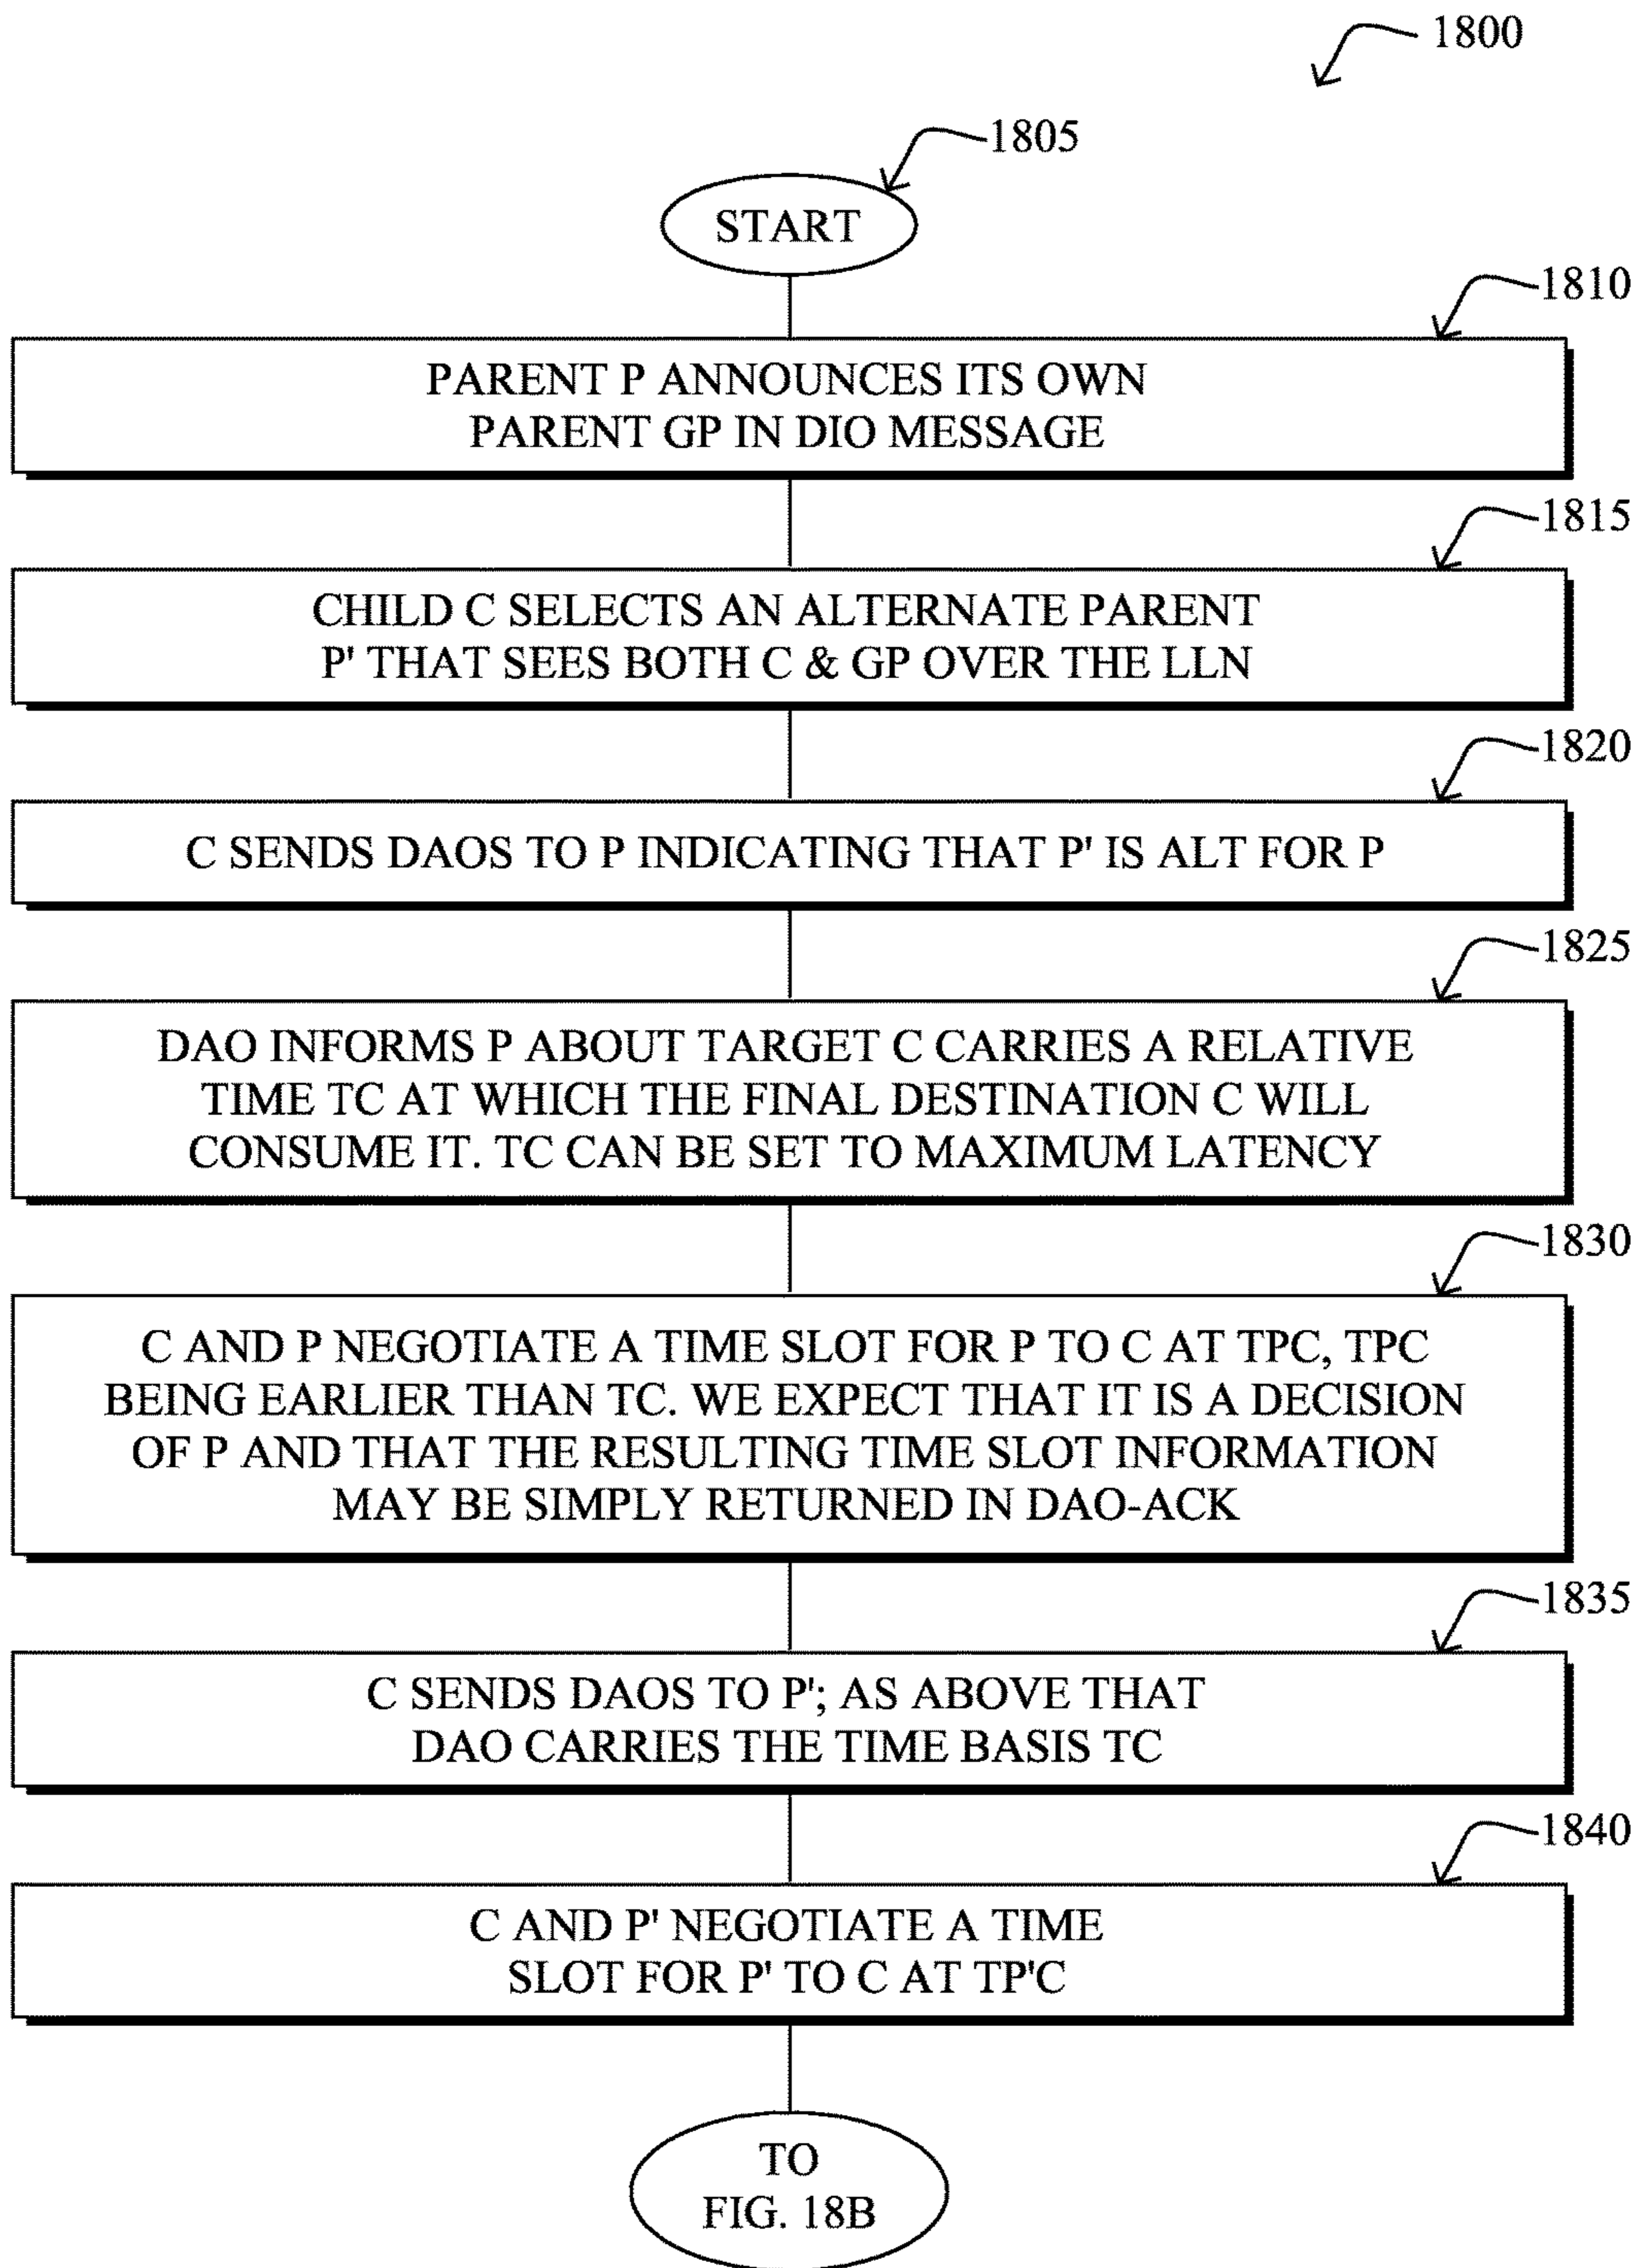 1800
1805
START
1810
PARENT P ANNOUNCES ITS OWN
PARENT GP IN DIO MESSAGE
1815
CHILD C SELECTS AN ALTERNATE PARENT
P' THAT SEES BOTH C & GP OVER THE LLN
1820
C SENDS DAOS TO P INDICATING THAT P' IS ALT FOR P
1825
DAO INFORMS P ABOUT TARGET C CARRIES A RELATIVE
TIME TC AT WHICH THE FINAL DESTINATION C WILL
CONSUME IT. TC CAN BE SET TO MAXIMUM LATENCY
1830
C AND P NEGOTIATE A TIME SLOT FOR P TO C AT TPC, TPC
BEING EARLIER THAN TC. WE EXPECT THAT IT IS A DECISION
OF P AND THAT THE RESULTING TIME SLOT INFORMATION
MAY BE SIMPLY RETURNED IN DAO-ACK
1835
C SENDS DAOS TO P'; AS ABOVE THAT
DAO CARRIES THE TIME BASIS TC
1840
C AND P' NEGOTIATE A TIME
SLOT FOR P' TO C AT TP'C
TO
FIG. 18B